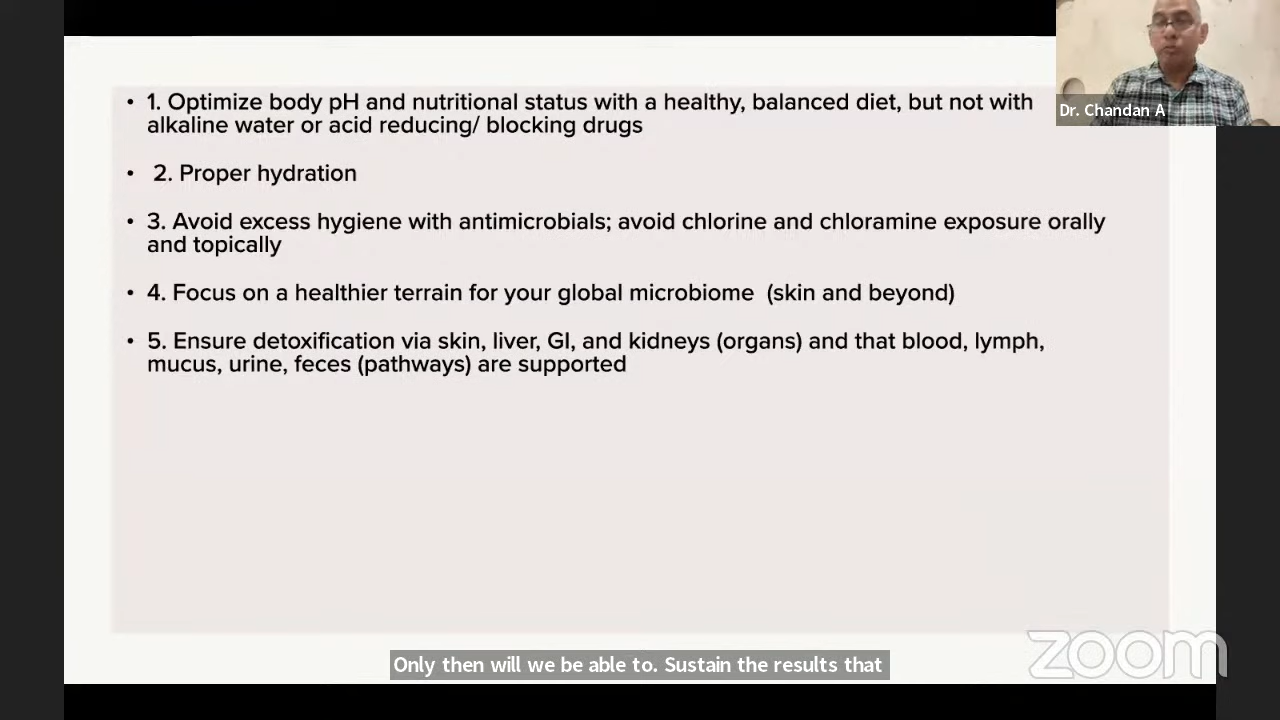 • 1. Optimize body pH and nutritional status with a healthy, balanced diet, but not with
alkaline water or acid reducing/ blocking drugs
• 2. Proper hydration
• 3. Avoid excess hygiene with antimicrobials; avoid chlorine and chloramine exposure orally
and topically
• 4. Focus on a healthier terrain for your global microbiome (skin and beyond)
• 5. Ensure detoxification via skin, liver, GI, and kidneys (organs) and that blood, lymph,
mucus, urine, feces (pathways) are supported
Dr. Chandan A
Only then will we be able to. Sustain the results that
zoom